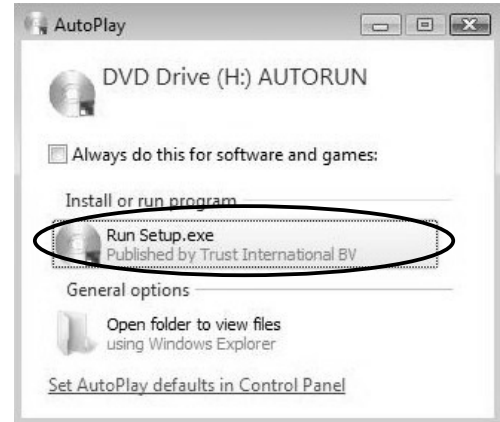 AutoPlay
DVD Drive (H:) AUTORUN
Always do this for software and games:
Install or run program
Run Setup.exe
Published by Trust International BV
General options
Open folder to view files
using Windows Explorer
Set AutoPlay defaults in Control Panel